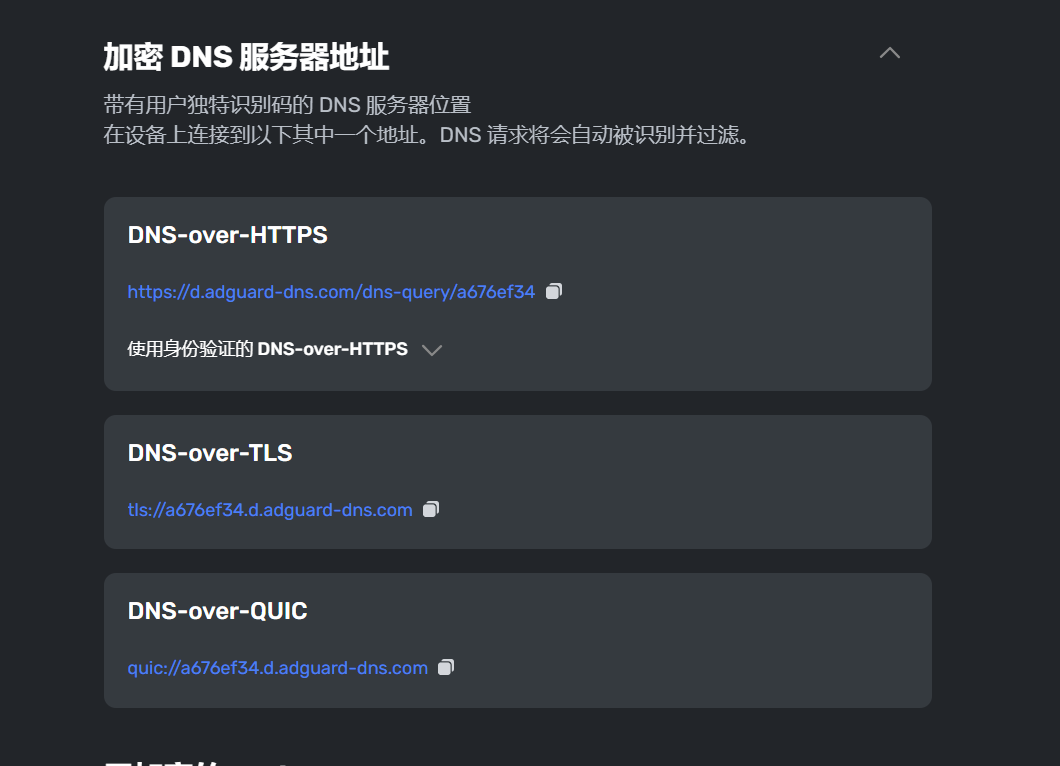 加密 DNS 服务器地址
带有用户独特识别码的 DNS 服务器位置
在设备上连接到以下其中一个地址。DNS 请求将会自动被识别并过滤。
DNS-over-HTTPS
https://d.adguard-dns.com/dns-query/a676ef34
使用身份验证的 DNS-over-HTTPS
DNS-over-TLS
tls://a676ef34.d.adguard-dns.com
DNS-over-QUIC
quic://a676ef34.d.adguard-dns.com